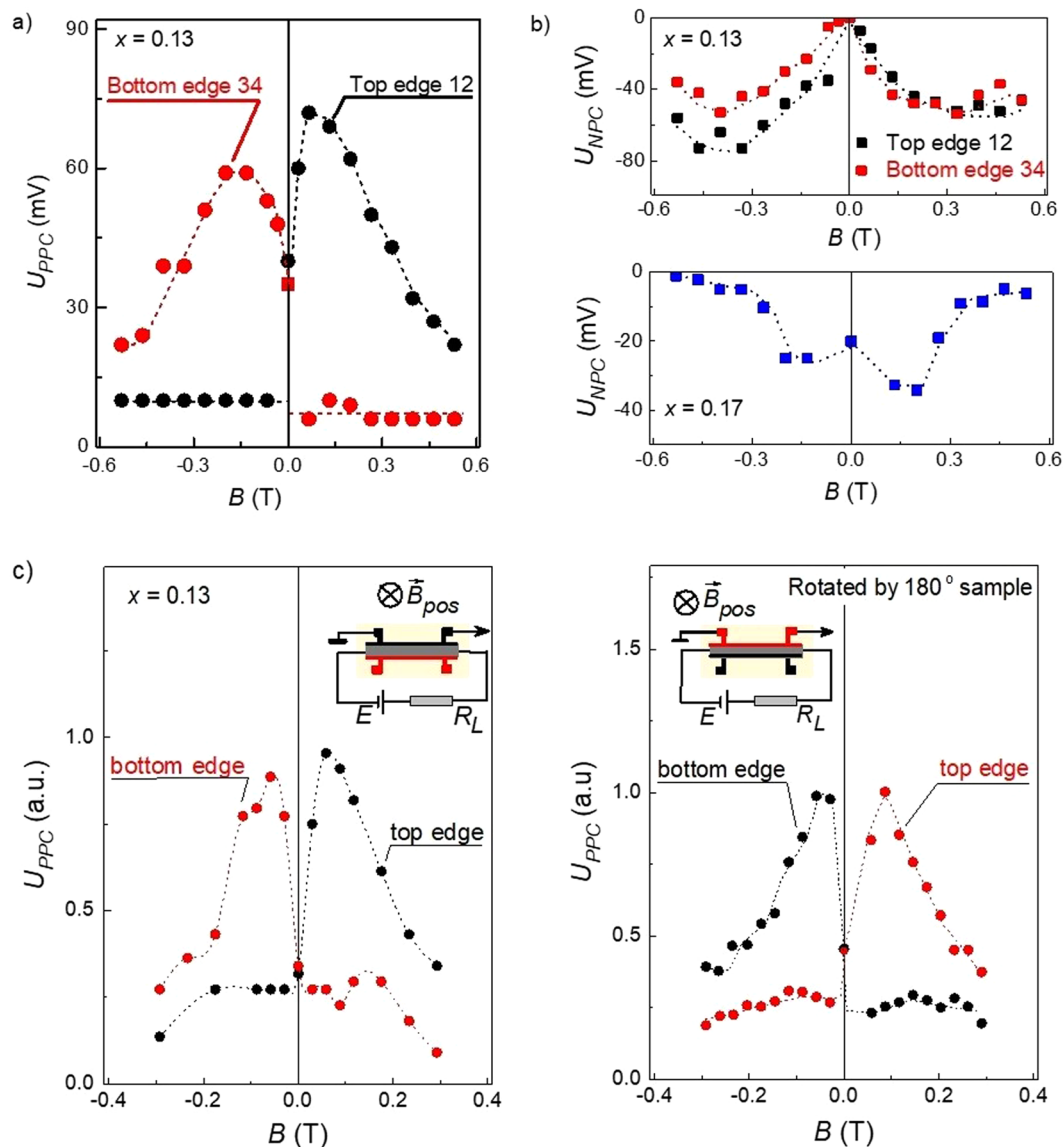 a)
90
60
30
0
U_PPC (mV)
x = 0.13
Bottom edge 34
Top edge 12
-0.6
-0.3
0.0
0.3
0.6
B (T)
b)
0
-40
-80
U_NPC (mV)
x = 0.13
Top edge 12
Bottom edge 34
-0.6
-0.3
0.0
0.3
0.6
B (T)
0
-20
-40
U_NPC (mV)
x = 0.17
-0.6
-0.3
0.0
0.3
0.6
B (T)
c)
x = 0.13
B⃗_pos
E
R_L
1.0
0.5
0.0
U_PPC (a.u.)
bottom edge
top edge
-0.4
-0.2
0.0
0.2
0.4
B (T)
Rotated by 180° sample
B⃗_pos
E
R_L
1.5
1.0
0.5
0.0
U_PPC (a.u)
bottom edge
top edge
-0.4
-0.2
0.0
0.2
0.4
B (T)